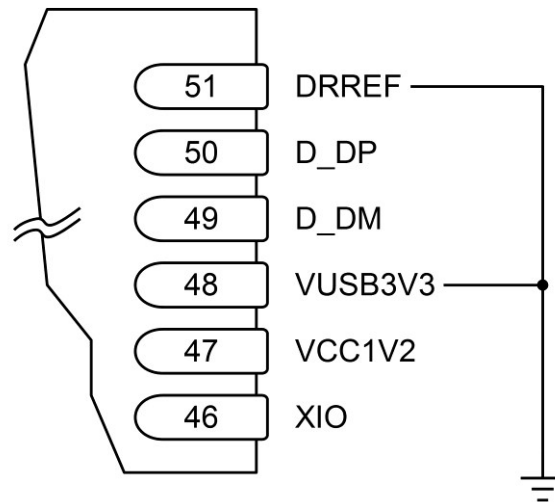 51 DRREF
50 D_DP
49 D_DM
48 VUSB3V3
47 VCC1V2
46 XIO